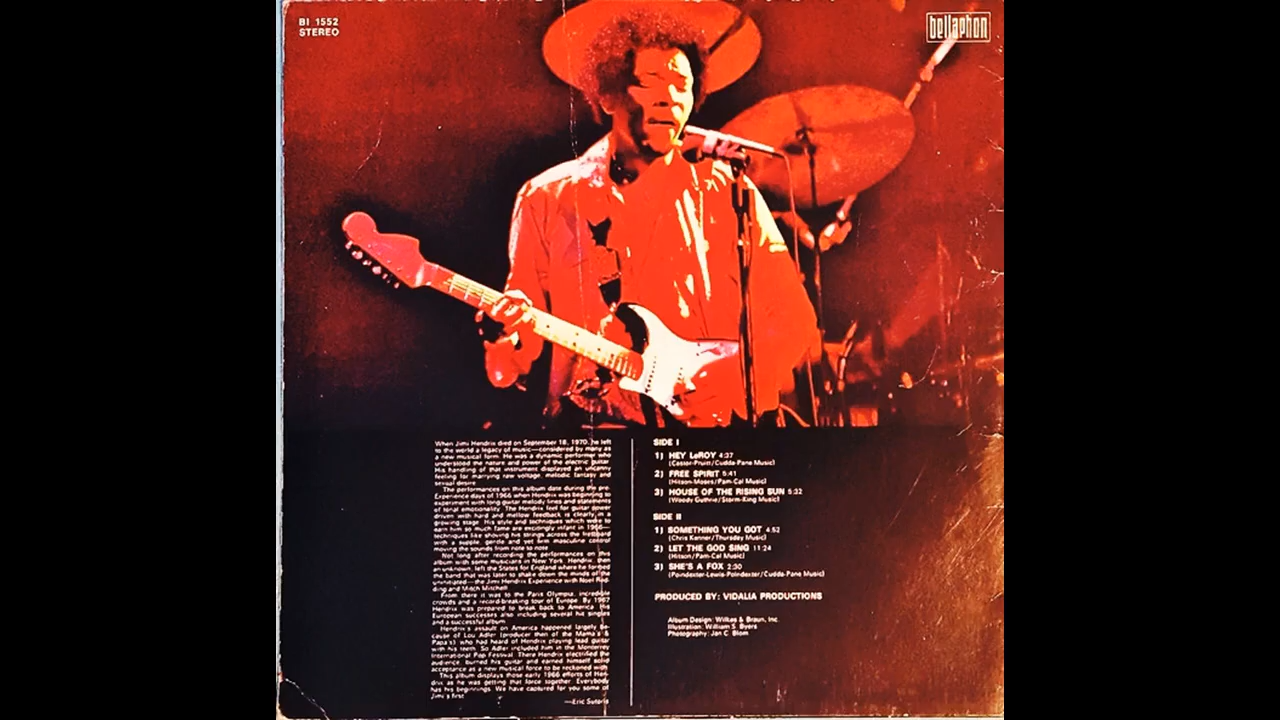 BI 1552
STEREO
bellaphon
When Jimi Hendrix died on September 18, 1970, he left
to the world a legacy of music—considered by many as
a new musical form. He was a dynamic performer who
understood the nature and power of the electric guitar.
His handling of that instrument displayed an uncanny
feeling for marrying raw voltage, melodic fantasy and
sexual desire.
The performances on this album date during the pre-
Experience days of 1966 when Hendrix was beginning to
experiment with long guitar melody lines and statements
of tonal emotionality. The Hendrix feel for guitar power
driven with hard and mellow feedback is clearly in a
growing stage. His style and techniques which were to
earn him so much fame are excitingly infant in 1966—
techniques like shoving his strings across the fretboard
with a supple, gentle and yet firm masculine control
moving the sounds from note to note.
Not long after recording the performances on this
album with some musicians in New York, Hendrix, then
an unknown, left the States for England where he formed
the band that was later to shake down the minds of the
uninitiated—the Jimi Hendrix Experience with Noel Red-
ding and Mitch Mitchell.
From there it was to the Paris Olympia, incredible
crowds and a record-breaking tour of Europe. By 1967
Hendrix was prepared to break back to America. His
European successes also including several hit singles
and a successful album.
Hendrix's assault on America happened largely be-
cause of Lou Adler (producer then of the Mama's &
Papa's) who had heard of Hendrix playing lead guitar
with his teeth. So Adler included him in the Monterey
International Pop Festival. There Hendrix electrified the
audience, burned his guitar and earned himself solid
acceptance as a new musical force to be reckoned with.
This album displays those early 1966 efforts of Hen-
drix as he was getting that force together. Everybody
has his beginnings. We have captured for you some of
Jimi's first.
—Eric
SIDE I
1) HEY LeROY 4:37
(Castor-Pruitt/Cudda-Pane Music)
2) FREE SPIRIT 5:41
(Hitson-Moses/Pam-Cal Music)
3) HOUSE OF THE RISING SUN 5:32
(Woody Guthrie/Storm-King Music)
SIDE II
1) SOMETHING YOU GOT 4:52
(Chris Kenner/Thursday Music)
2) LET THE GOD SING 11:24
(Hitson/Pam-Cal Music)
3) SHE'S A FOX 2:30
(Poindexter-Lewis-Poindexter/Cudda-Pane Music)
PRODUCED BY: VIDALIA PRODUCTIONS
Album Design: Wilkes & Braun, Inc.
Illustration: William S. Byers
Photography: Jan C. Blom